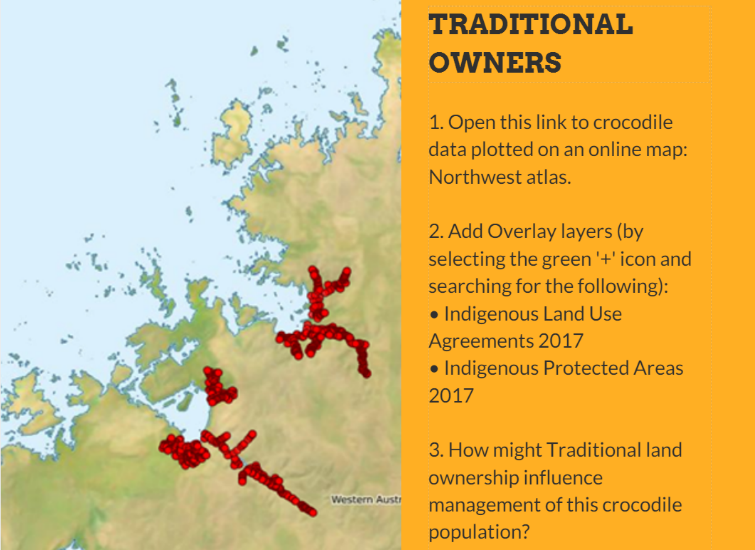 TRADITIONAL
OWNERS
1. Open this link to crocodile
data plotted on an online map:
Northwest atlas.
2. Add Overlay layers (by
selecting the green '+' icon and
searching for the following):
• Indigenous Land Use
Agreements 2017
• Indigenous Protected Areas
2017
3. How might Traditional land
ownership influence
management of this crocodile
population?
Western Austr